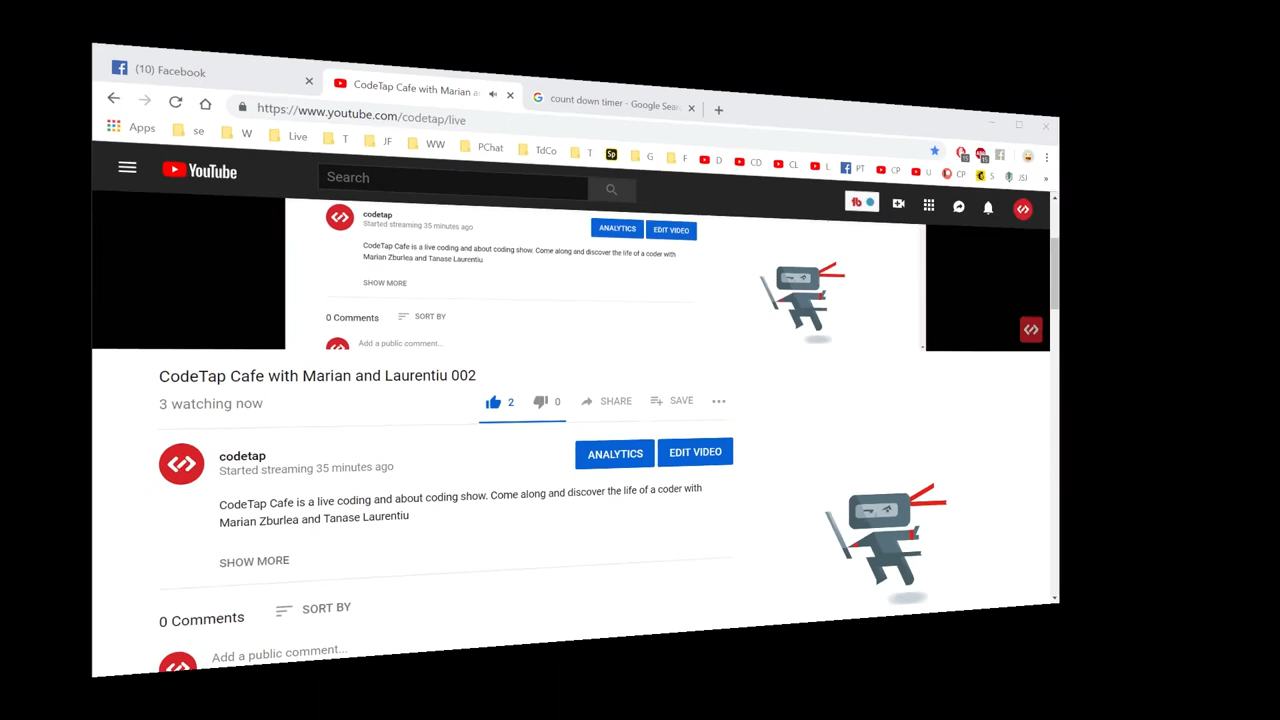 (10) Facebook
CodeTap Cafe with Marian a
count down timer - Google Sear
https://www.youtube.com/codetap/live
Apps se W Live T JF WW PChat TdCo T Sp G F D CD CL L PT CP U CP S JSI »
YouTube
Search
fb
codetap
Started streaming 35 minutes ago
ANALYTICS
EDIT VIDEO
CodeTap Cafe is a live coding and about coding show. Come along and discover the life of a coder with
Marian Zburlea and Tanase Laurentiu
SHOW MORE
0 Comments
SORT BY
Add a public comment...
CodeTap Cafe with Marian and Laurentiu 002
3 watching now
2
0
SHARE
SAVE
codetap
Started streaming 35 minutes ago
ANALYTICS
EDIT VIDEO
CodeTap Cafe is a live coding and about coding show. Come along and discover the life of a coder with
Marian Zburlea and Tanase Laurentiu
SHOW MORE
0 Comments
SORT BY
Add a public comment...